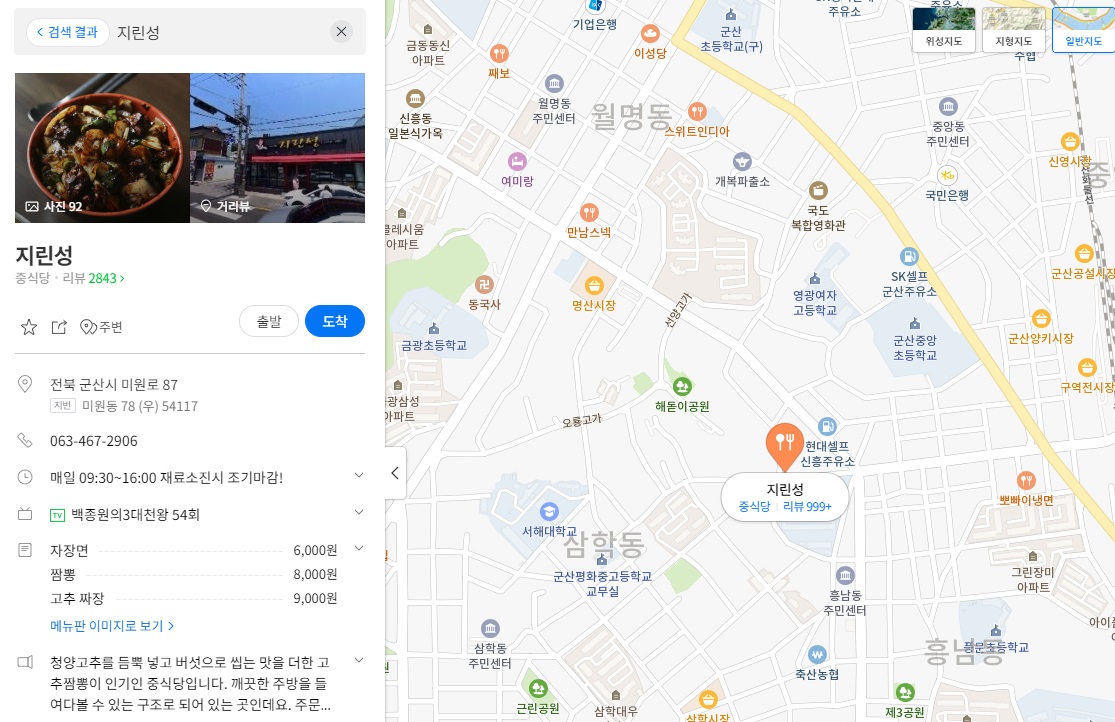 검색 결과
지린성
사진 92
거리뷰
지린성
중식당 · 리뷰 2843
주변
출발
도착
전북 군산시 미원로 87
지번 미원동 78 (우) 54117
063-467-2906
매일 09:30~16:00 재료소진시 조기마감!
TV 백종원의3대천왕 54회
자장면 6,000원
짬뽕 8,000원
고추 짜장 9,000원
메뉴판 이미지로 보기
청양고추를 듬뿍 넣고 버섯으로 씹는 맛을 더한 고
추짬뽕이 인기인 중식당입니다. 깨끗한 주방을 들
여다볼 수 있는 구조로 되어 있는 곳인데요. 주문...
위성지도
지형지도
일반지도
기업은행
주유소
군산
초등학교(구)
수협
금동동신
아파트
째보
이성당
월명동
주민센터
월명동
스위트인디아
신흥동
일본식가옥
중앙동
주민센터
신영시장
여미랑
개복파출소
국민은행
국도
복합영화관
만남스넥
아파트
SK셀프
군산주유소
군산공설시장
동국사
명산시장
영광여자
고등학교
선양고가
금광초등학교
군산중앙
초등학교
군산양키시장
구역전시장
광삼성
아파트
해돋이공원
오룡고가
현대셀프
신흥주유소
지린성
중식당 리뷰 999+
뽀빠이냉면
서해대학교
삼학동
군산평화중고등학교
교무실
그린장미
아파트
흥남동
주민센터
삼학동
주민센터
흥남동
풍문초등학교
축산농협
근린공원
삼학대우
삼학시장
제3공원